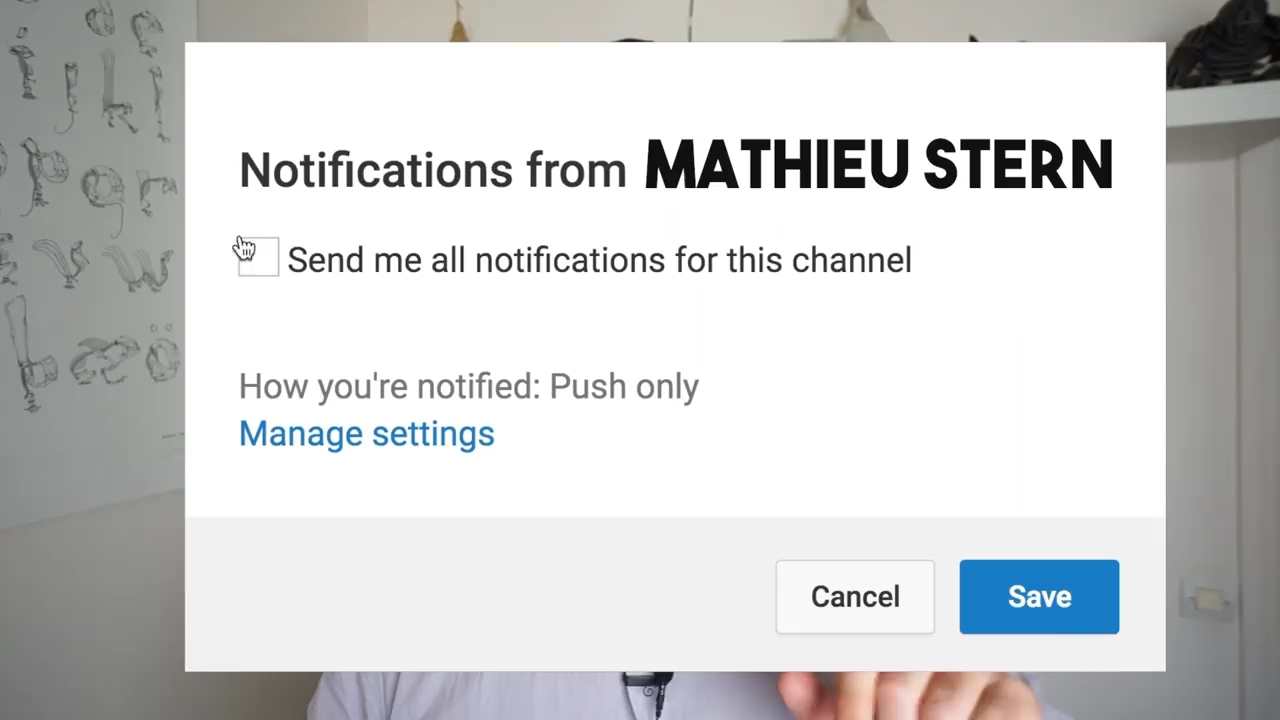 Notifications from MATHIEU STERN
Send me all notifications for this channel
How you're notified: Push only
Manage settings
Cancel
Save